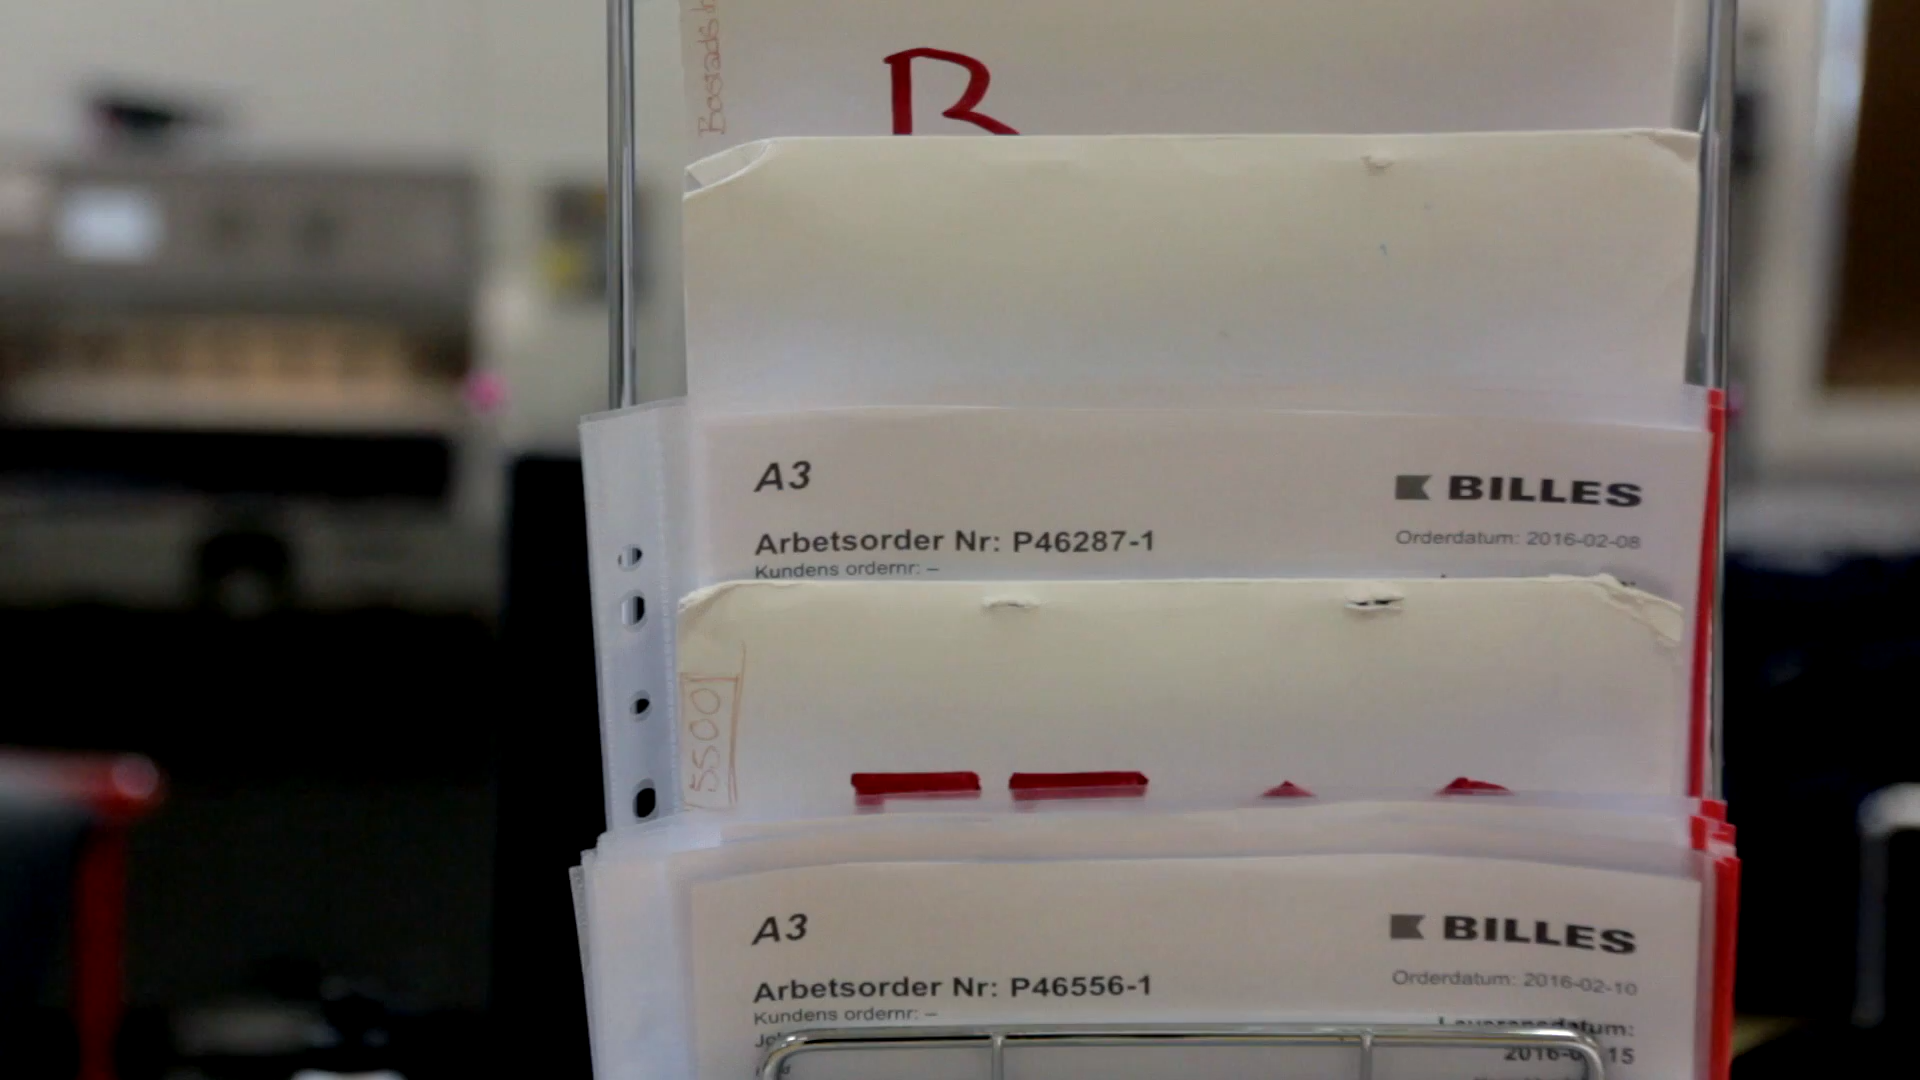 B
A3
BILLES
Arbetsorder Nr: P46287-1
Orderdatum: 2016-02-08
Kundens ordernr: –
5500
A3
BILLES
Arbetsorder Nr: P46556-1
Orderdatum: 2016-02-10
Kundens ordernr: –